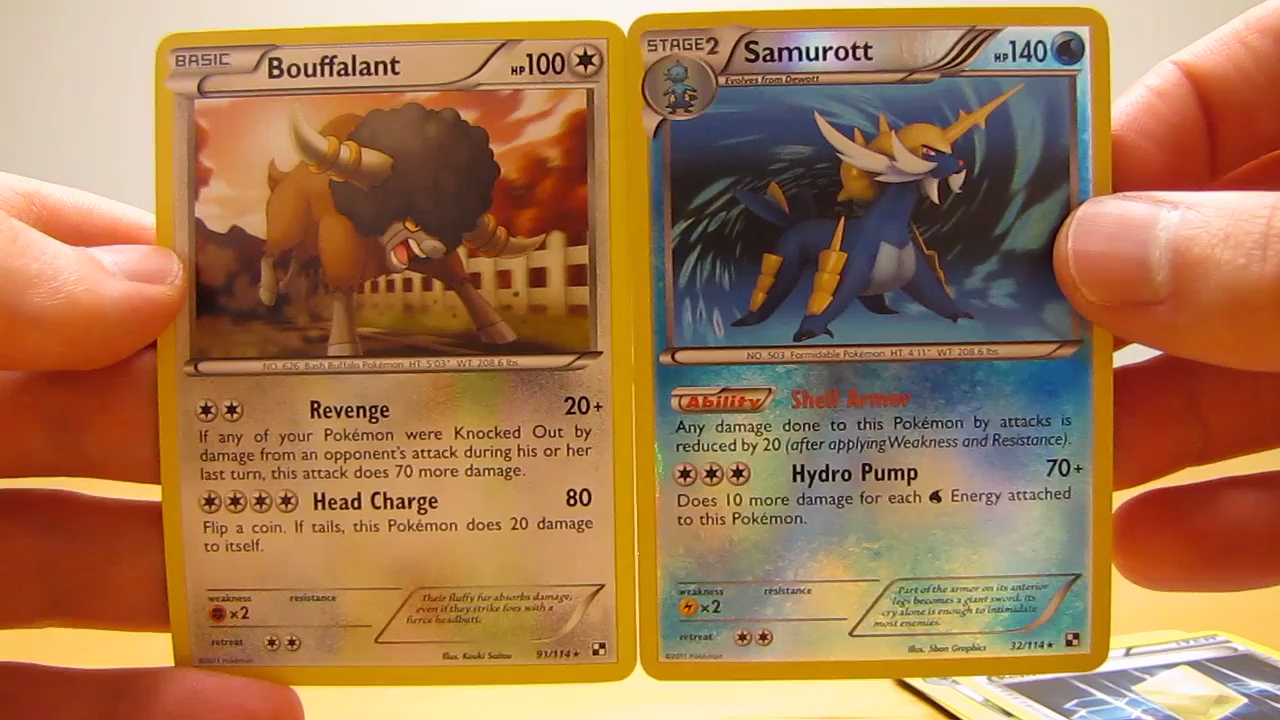 BASIC Bouffalant HP100
NO. 626 Bash Buffalo Pokémon HT: 5'03" WT: 208.6 lbs.
Revenge 20+
If any of your Pokémon were Knocked Out by
damage from an opponent's attack during his or her
last turn, this attack does 70 more damage.
Head Charge 80
Flip a coin. If tails, this Pokémon does 20 damage
to itself.
weakness resistance
×2
retreat
Their fluffy fur absorbs damage,
even if they strike foes with a
fierce headbutt.
©2011 Pokémon
Illus. Kouki Saitou 91/114★
STAGE2 Samurott HP140
Evolves from Dewott
NO. 503 Formidable Pokémon HT: 4'11" WT: 208.6 lbs.
Ability Shell Armor
Any damage done to this Pokémon by attacks is
reduced by 20 (after applying Weakness and Resistance).
Hydro Pump 70+
Does 10 more damage for each Energy attached
to this Pokémon.
weakness resistance
×2
retreat
Part of the armor on its anterior
legs becomes a giant sword. Its
cry alone is enough to intimidate
most enemies.
©2011 Pokémon
Illus. 5ban Graphics 32/114★